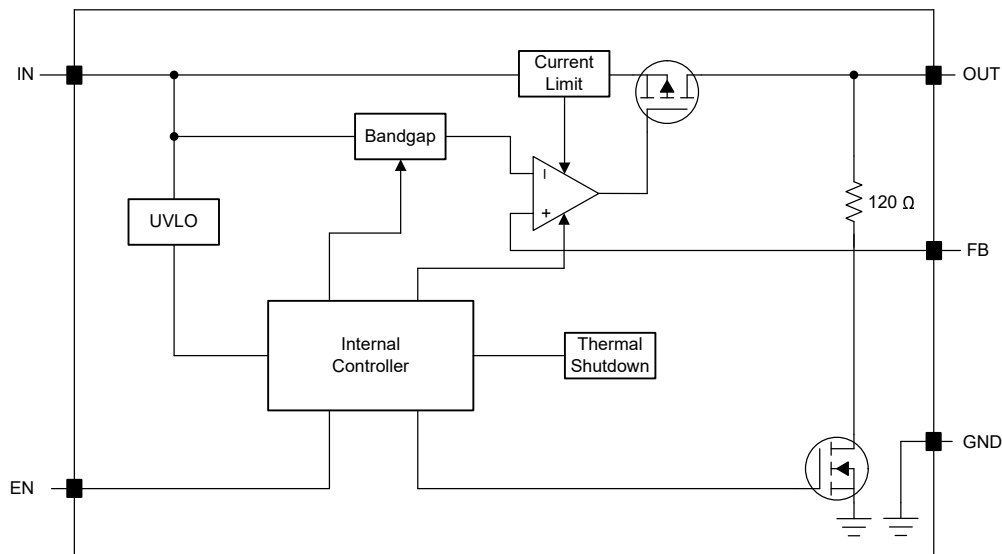 IN
Current
Limit
OUT
Bandgap
−
+
120 Ω
UVLO
FB
Internal
Controller
Thermal
Shutdown
GND
EN